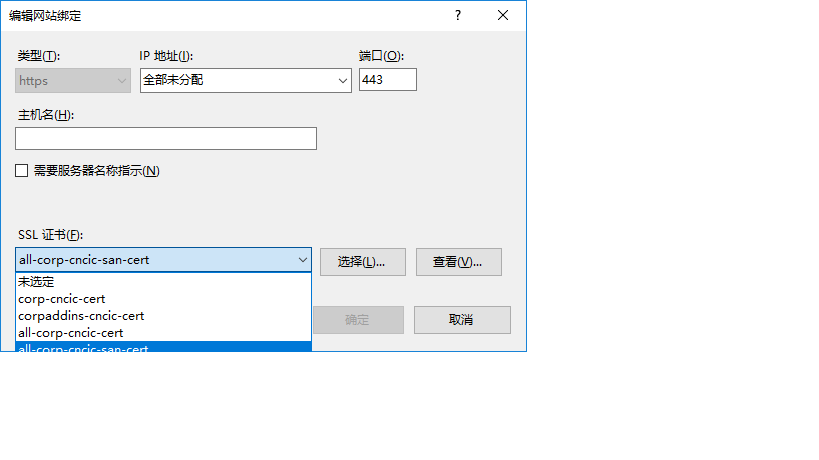 编辑网站绑定 ?
类型(T): IP 地址(I): 端口(O):
https 全部未分配 443
主机名(H):
需要服务器名称指示(N)
SSL 证书(F):
all-corp-cncic-san-cert 选择(L)... 查看(V)...
未选定
corp-cncic-cert
corpaddins-cncic-cert
all-corp-cncic-cert
all-corp-cncic-san-cert
确定 取消